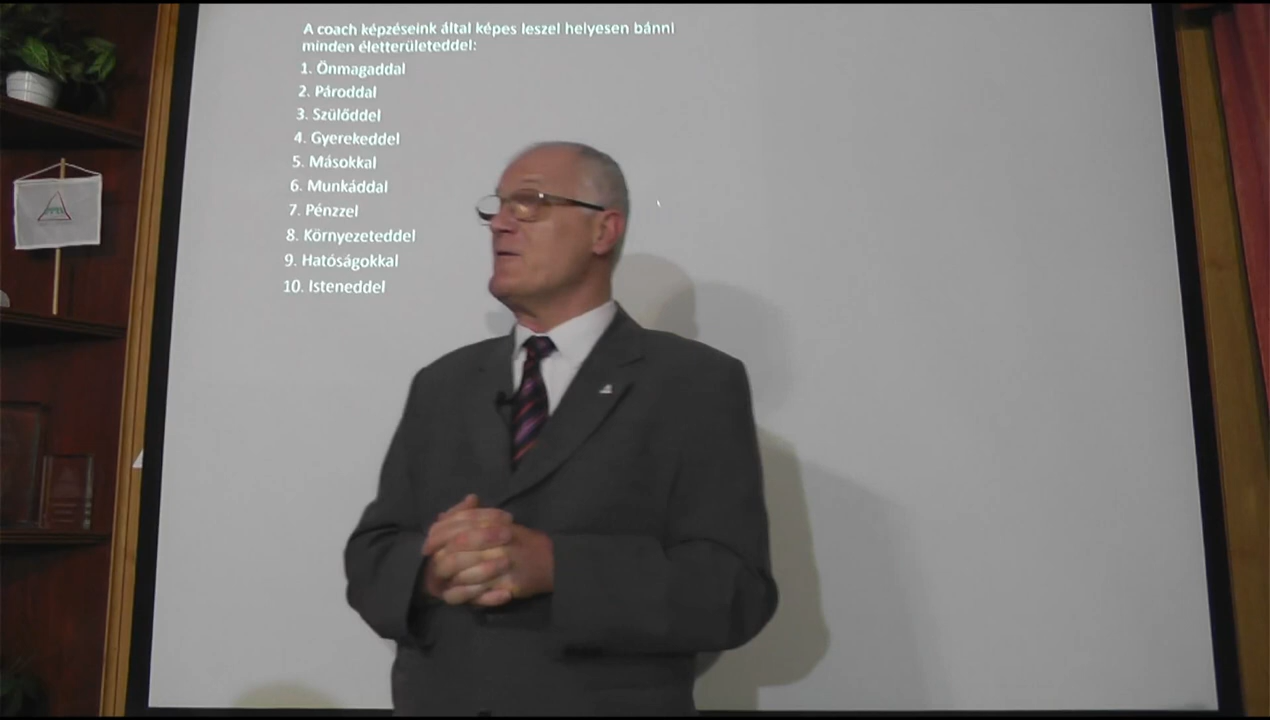 A coach képzéseink által képes leszel helyesen bánni
minden életterületeddel:
1. Önmagaddal
2. Pároddal
3. Szülőddel
4. Gyerekeddel
5. Másokkal
6. Munkáddal
7. Pénzzel
8. Környezeteddel
9. Hatóságokkal
10. Isteneddel